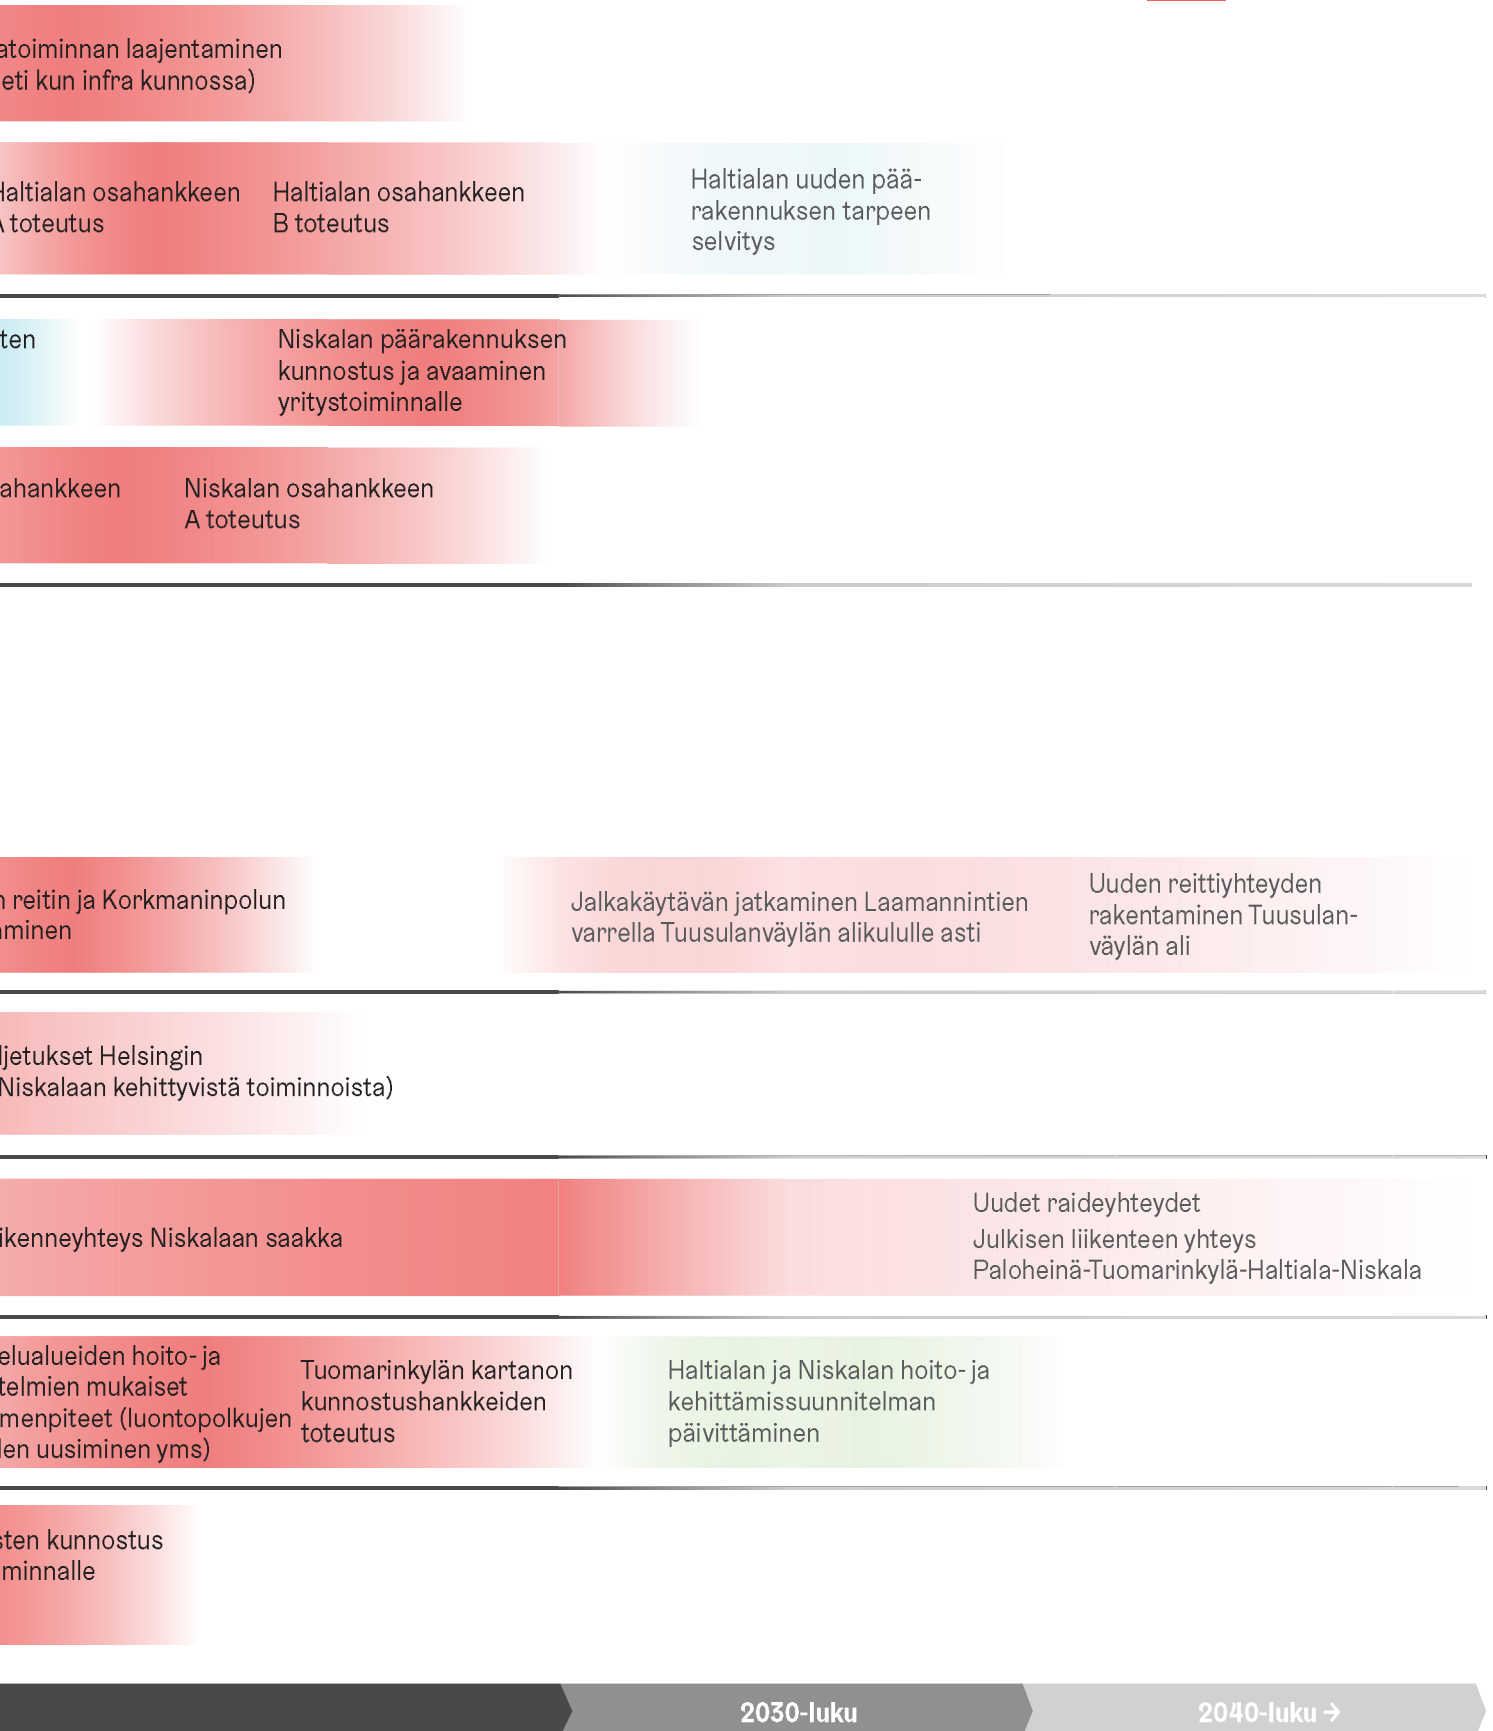 atoiminnan laajentaminen
eti kun infra kunnossa)
Haltialan osahankkeen
A toteutus
Haltialan osahankkeen
B toteutus
Haltialan uuden pää-
rakennuksen tarpeen
selvitys
ten
Niskalan päärakennuksen
kunnostus ja avaaminen
yritystoiminnalle
ahankkeen
Niskalan osahankkeen
A toteutus
n reitin ja Korkmaninpolun
aminen
Jalkakäytävän jatkaminen Laamannintien
varrella Tuusulanväylän alikululle asti
Uuden reittiyhteyden
rakentaminen Tuusulan-
väylän ali
ljetukset Helsingin
Niskalaan kehittyvistä toiminnoista)
ikenneyhteys Niskalaan saakka
Uudet raideyhteydet
Julkisen liikenteen yhteys
Paloheinä-Tuomarinkylä-Haltiala-Niskala
elualueiden hoito- ja
telmien mukaiset
menpiteet (luontopolkujen
den uusiminen yms)
Tuomarinkylän kartanon
kunnostushankkeiden
toteutus
Haltialan ja Niskalan hoito- ja
kehittämissuunnitelman
päivittäminen
sten kunnostus
minnalle
2030-luku
2040-luku →